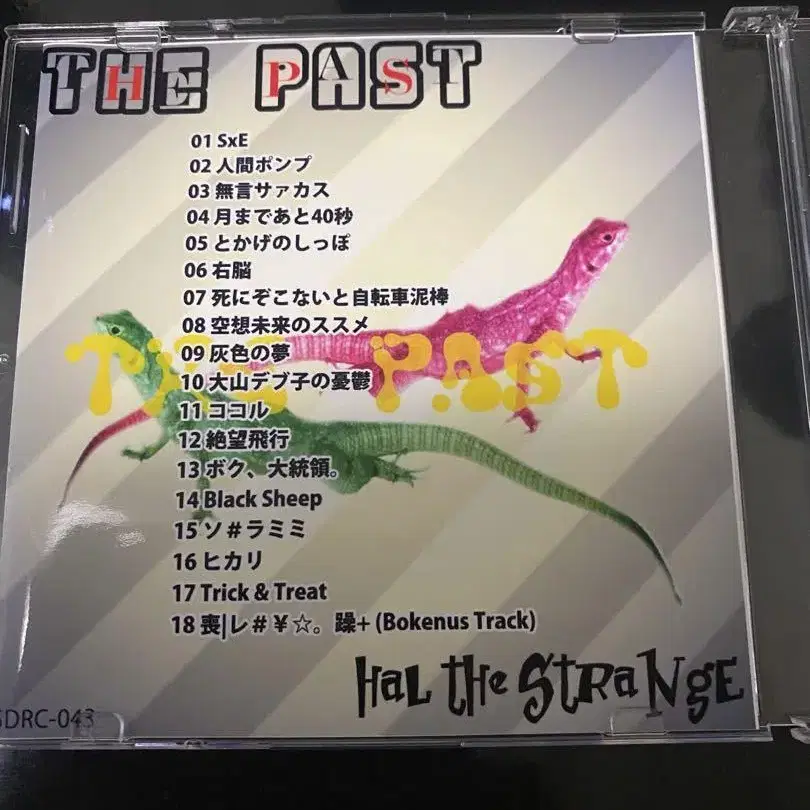 THE PAST
01 SxE
02 人間ポンプ
03 無言サァカス
04 月まであと40秒
05 とかげのしっぽ
06 右脳
07 死にぞこないと自転車泥棒
08 空想未来のススメ
09 灰色の夢
THE PAST
10 大山デブ子の憂鬱
11 ココル
12 絶望飛行
13 ボク、大統領。
14 Black Sheep
15 ソ#ラミミ
16 ヒカリ
17 Trick & Treat
18 喪|レ#¥☆。躁+ (Bokenus Track)
HaL tHe StRaNgE
SDRC-043